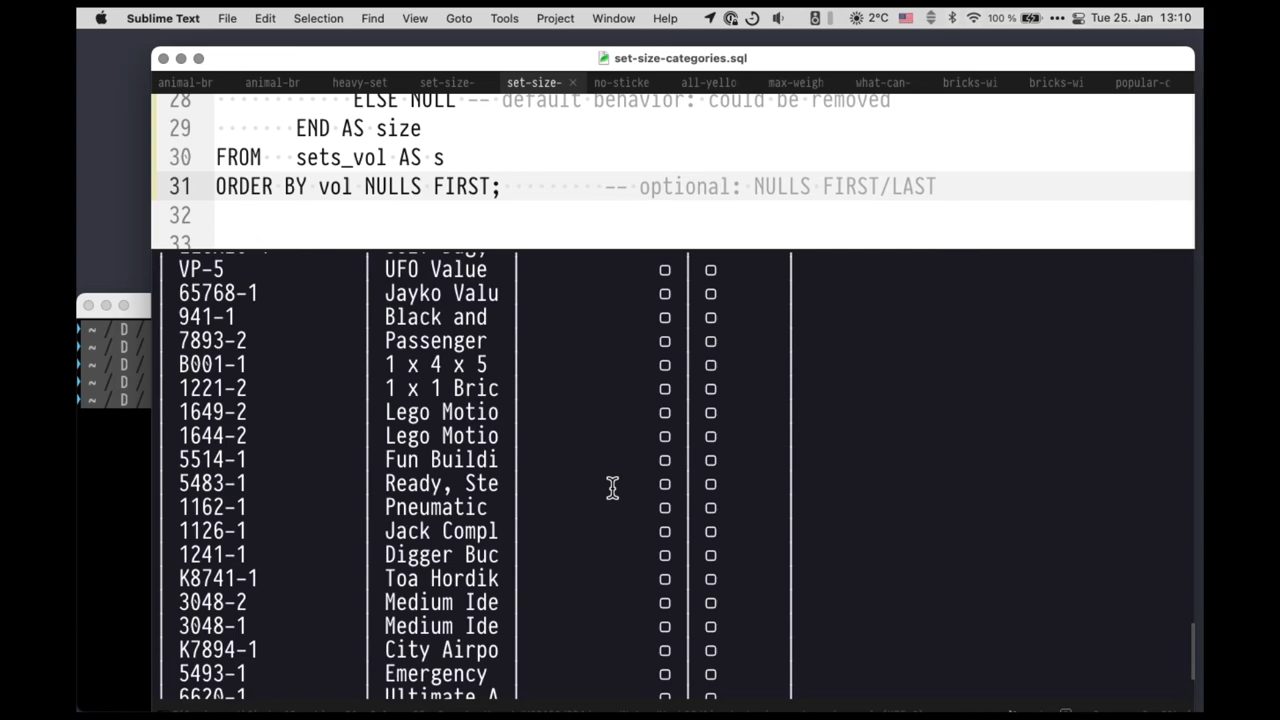 Sublime Text File Edit Selection Find View Goto Tools Project Window Help 2°C 100 % Tue 25. Jan 13:10
set-size-categories.sql
animal-br animal-br heavy-set set-size- set-size- × no-sticke all-yello max-weigh what-can- bricks-wi bricks-wi popular-c
28 ELSE NULL -- default behavior: could be removed
29 END AS size
30 FROM sets_vol AS s
31 ORDER BY vol NULLS FIRST; -- optional: NULLS FIRST/LAST
32
33
VP-5 | UFO Value | ▢ | ▢ |
65768-1 | Jayko Valu | ▢ | ▢ |
941-1 | Black and | ▢ | ▢ |
7893-2 | Passenger | ▢ | ▢ |
B001-1 | 1 x 4 x 5 | ▢ | ▢ |
1221-2 | 1 x 1 Bric | ▢ | ▢ |
1649-2 | Lego Motio | ▢ | ▢ |
1644-2 | Lego Motio | ▢ | ▢ |
5514-1 | Fun Buildi | ▢ | ▢ |
5483-1 | Ready, Ste | ▢ | ▢ |
1162-1 | Pneumatic | ▢ | ▢ |
1126-1 | Jack Compl | ▢ | ▢ |
1241-1 | Digger Buc | ▢ | ▢ |
K8741-1 | Toa Hordik | ▢ | ▢ |
3048-2 | Medium Ide | ▢ | ▢ |
3048-1 | Medium Ide | ▢ | ▢ |
K7894-1 | City Airpo | ▢ | ▢ |
5493-1 | Emergency | ▢ | ▢ |
6620-1 | Ultimate A | ▢ | ▢ |
~ / D /
~ / D /
~ / D /
~ / D /
~ / D /